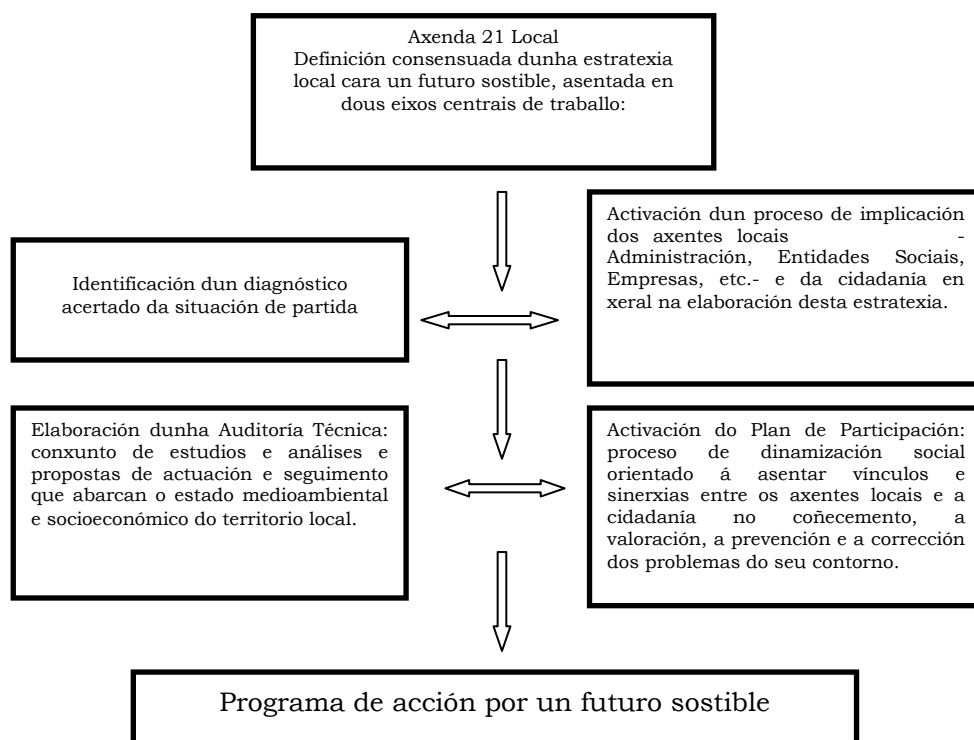 Axenda 21 Local
Definición consensuada dunha estratexia
local cara un futuro sostible, asentada en
dous eixos centrais de traballo:
Identificación dun diagnóstico
acertado da situación de partida
Activación dun proceso de implicación
dos axentes locais -
Administración, Entidades Sociais,
Empresas, etc.- e da cidadanía en
xeral na elaboración desta estratexia.
Elaboración dunha Auditoría Técnica:
conxunto de estudios e análises e
propostas de actuación e seguimento
que abarcan o estado medioambiental
e socioeconómico do territorio local.
Activación do Plan de Participación:
proceso de dinamización social
orientado á asentar vínculos e
sinerxias entre os axentes locais e a
cidadanía no coñecemento, a
valoración, a prevención e a corrección
dos problemas do seu contorno.
Programa de acción por un futuro sostible